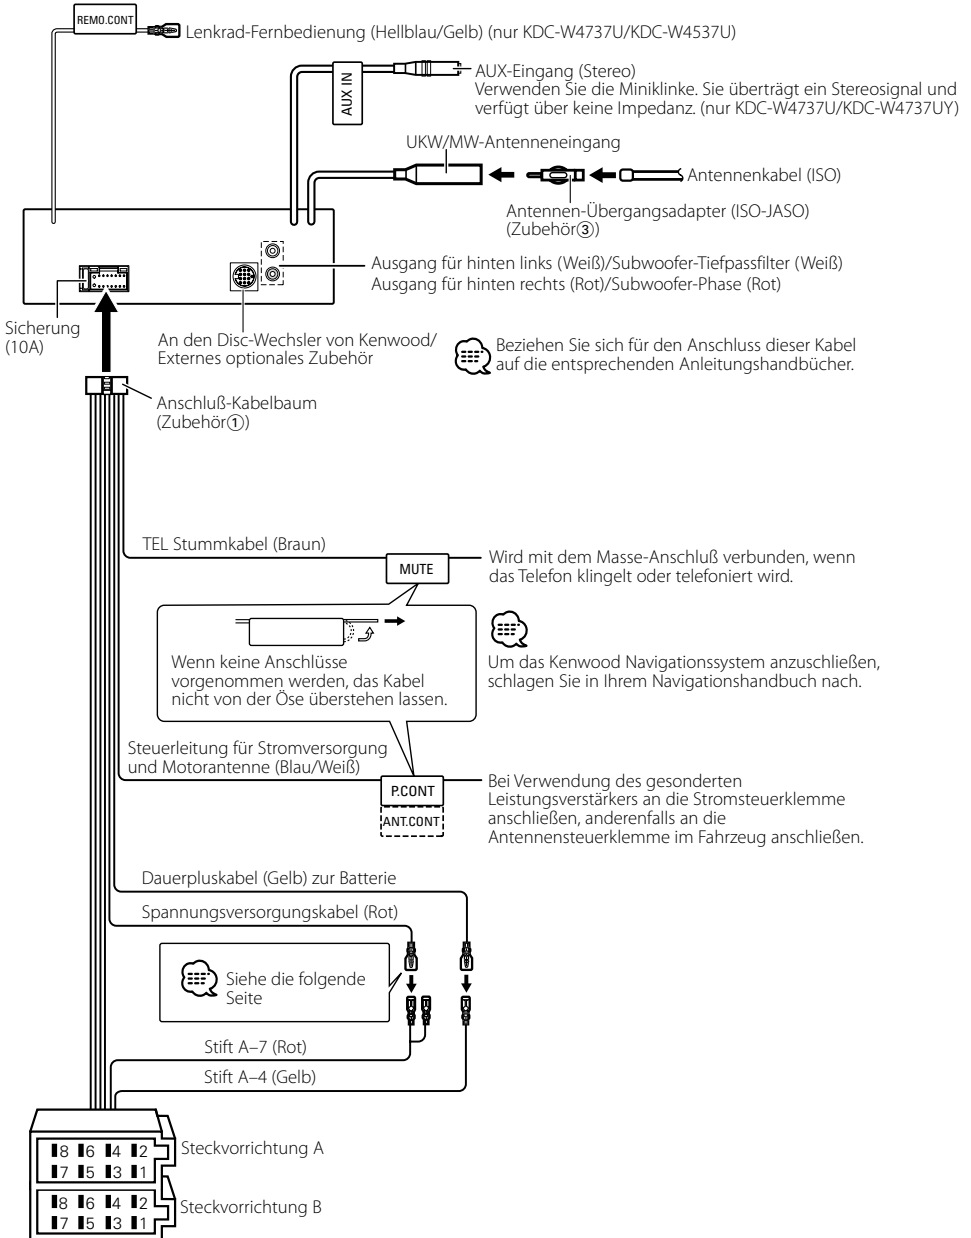 REMO.CONT
Lenkrad-Fernbedienung (Hellblau/Gelb) (nur KDC-W4737U/KDC-W4537U)
AUX IN
AUX-Eingang (Stereo)
Verwenden Sie die Miniklinke. Sie überträgt ein Stereosignal und
verfügt über keine Impedanz. (nur KDC-W4737U/KDC-W4737UY)
UKW/MW-Antenneneingang
Antennenkabel (ISO)
Antennen-Übergangsadapter (ISO-JASO)
(Zubehör③)
Ausgang für hinten links (Weiß)/Subwoofer-Tiefpassfilter (Weiß)
Ausgang für hinten rechts (Rot)/Subwoofer-Phase (Rot)
Sicherung
(10A)
An den Disc-Wechsler von Kenwood/
Externes optionales Zubehör
Beziehen Sie sich für den Anschluss dieser Kabel
auf die entsprechenden Anleitungshandbücher.
Anschluß-Kabelbaum
(Zubehör①)
TEL Stummkabel (Braun)
MUTE
Wird mit dem Masse-Anschluß verbunden, wenn
das Telefon klingelt oder telefoniert wird.
Wenn keine Anschlüsse
vorgenommen werden, das Kabel
nicht von der Öse überstehen lassen.
Um das Kenwood Navigationssystem anzuschließen,
schlagen Sie in Ihrem Navigationshandbuch nach.
Steuerleitung für Stromversorgung
und Motorantenne (Blau/Weiß)
P.CONT
ANT.CONT
Bei Verwendung des gesonderten
Leistungsverstärkers an die Stromsteuerklemme
anschließen, anderenfalls an die
Antennensteuerklemme im Fahrzeug anschließen.
Dauerpluskabel (Gelb) zur Batterie
Spannungsversorgungskabel (Rot)
Siehe die folgende
Seite
Stift A–7 (Rot)
Stift A–4 (Gelb)
8 6 4 2
7 5 3 1
Steckvorrichtung A
8 6 4 2
7 5 3 1
Steckvorrichtung B